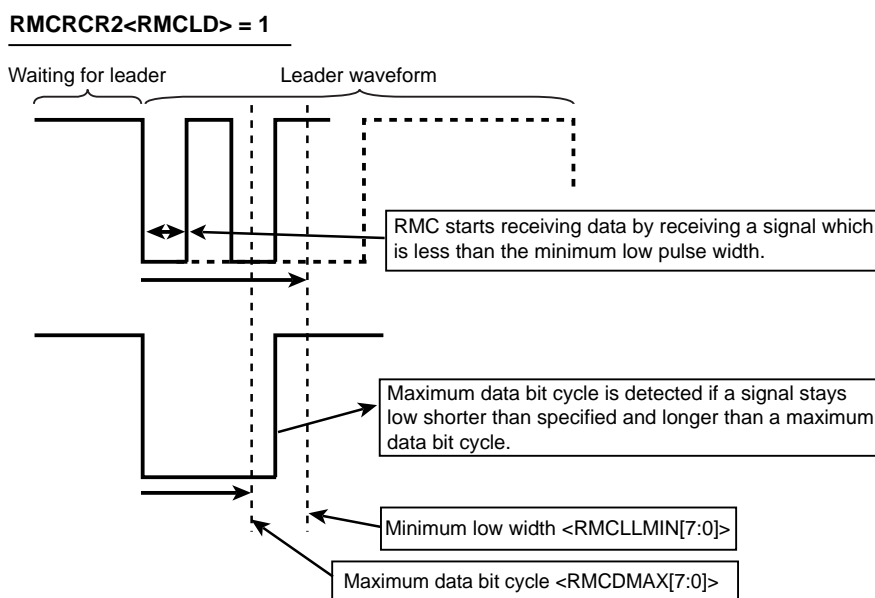 RMCRCR2<RMCLD> = 1
Waiting for leader
Leader waveform
RMC starts receiving data by receiving a signal which
is less than the minimum low pulse width.
Maximum data bit cycle is detected if a signal stays
low shorter than specified and longer than a maximum
data bit cycle.
Minimum low width <RMCLLMIN[7:0]>
Maximum data bit cycle <RMCDMAX[7:0]>